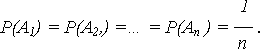 P(A₁) = P(A₂,) =... = P(Aₙ ) = 1/n .